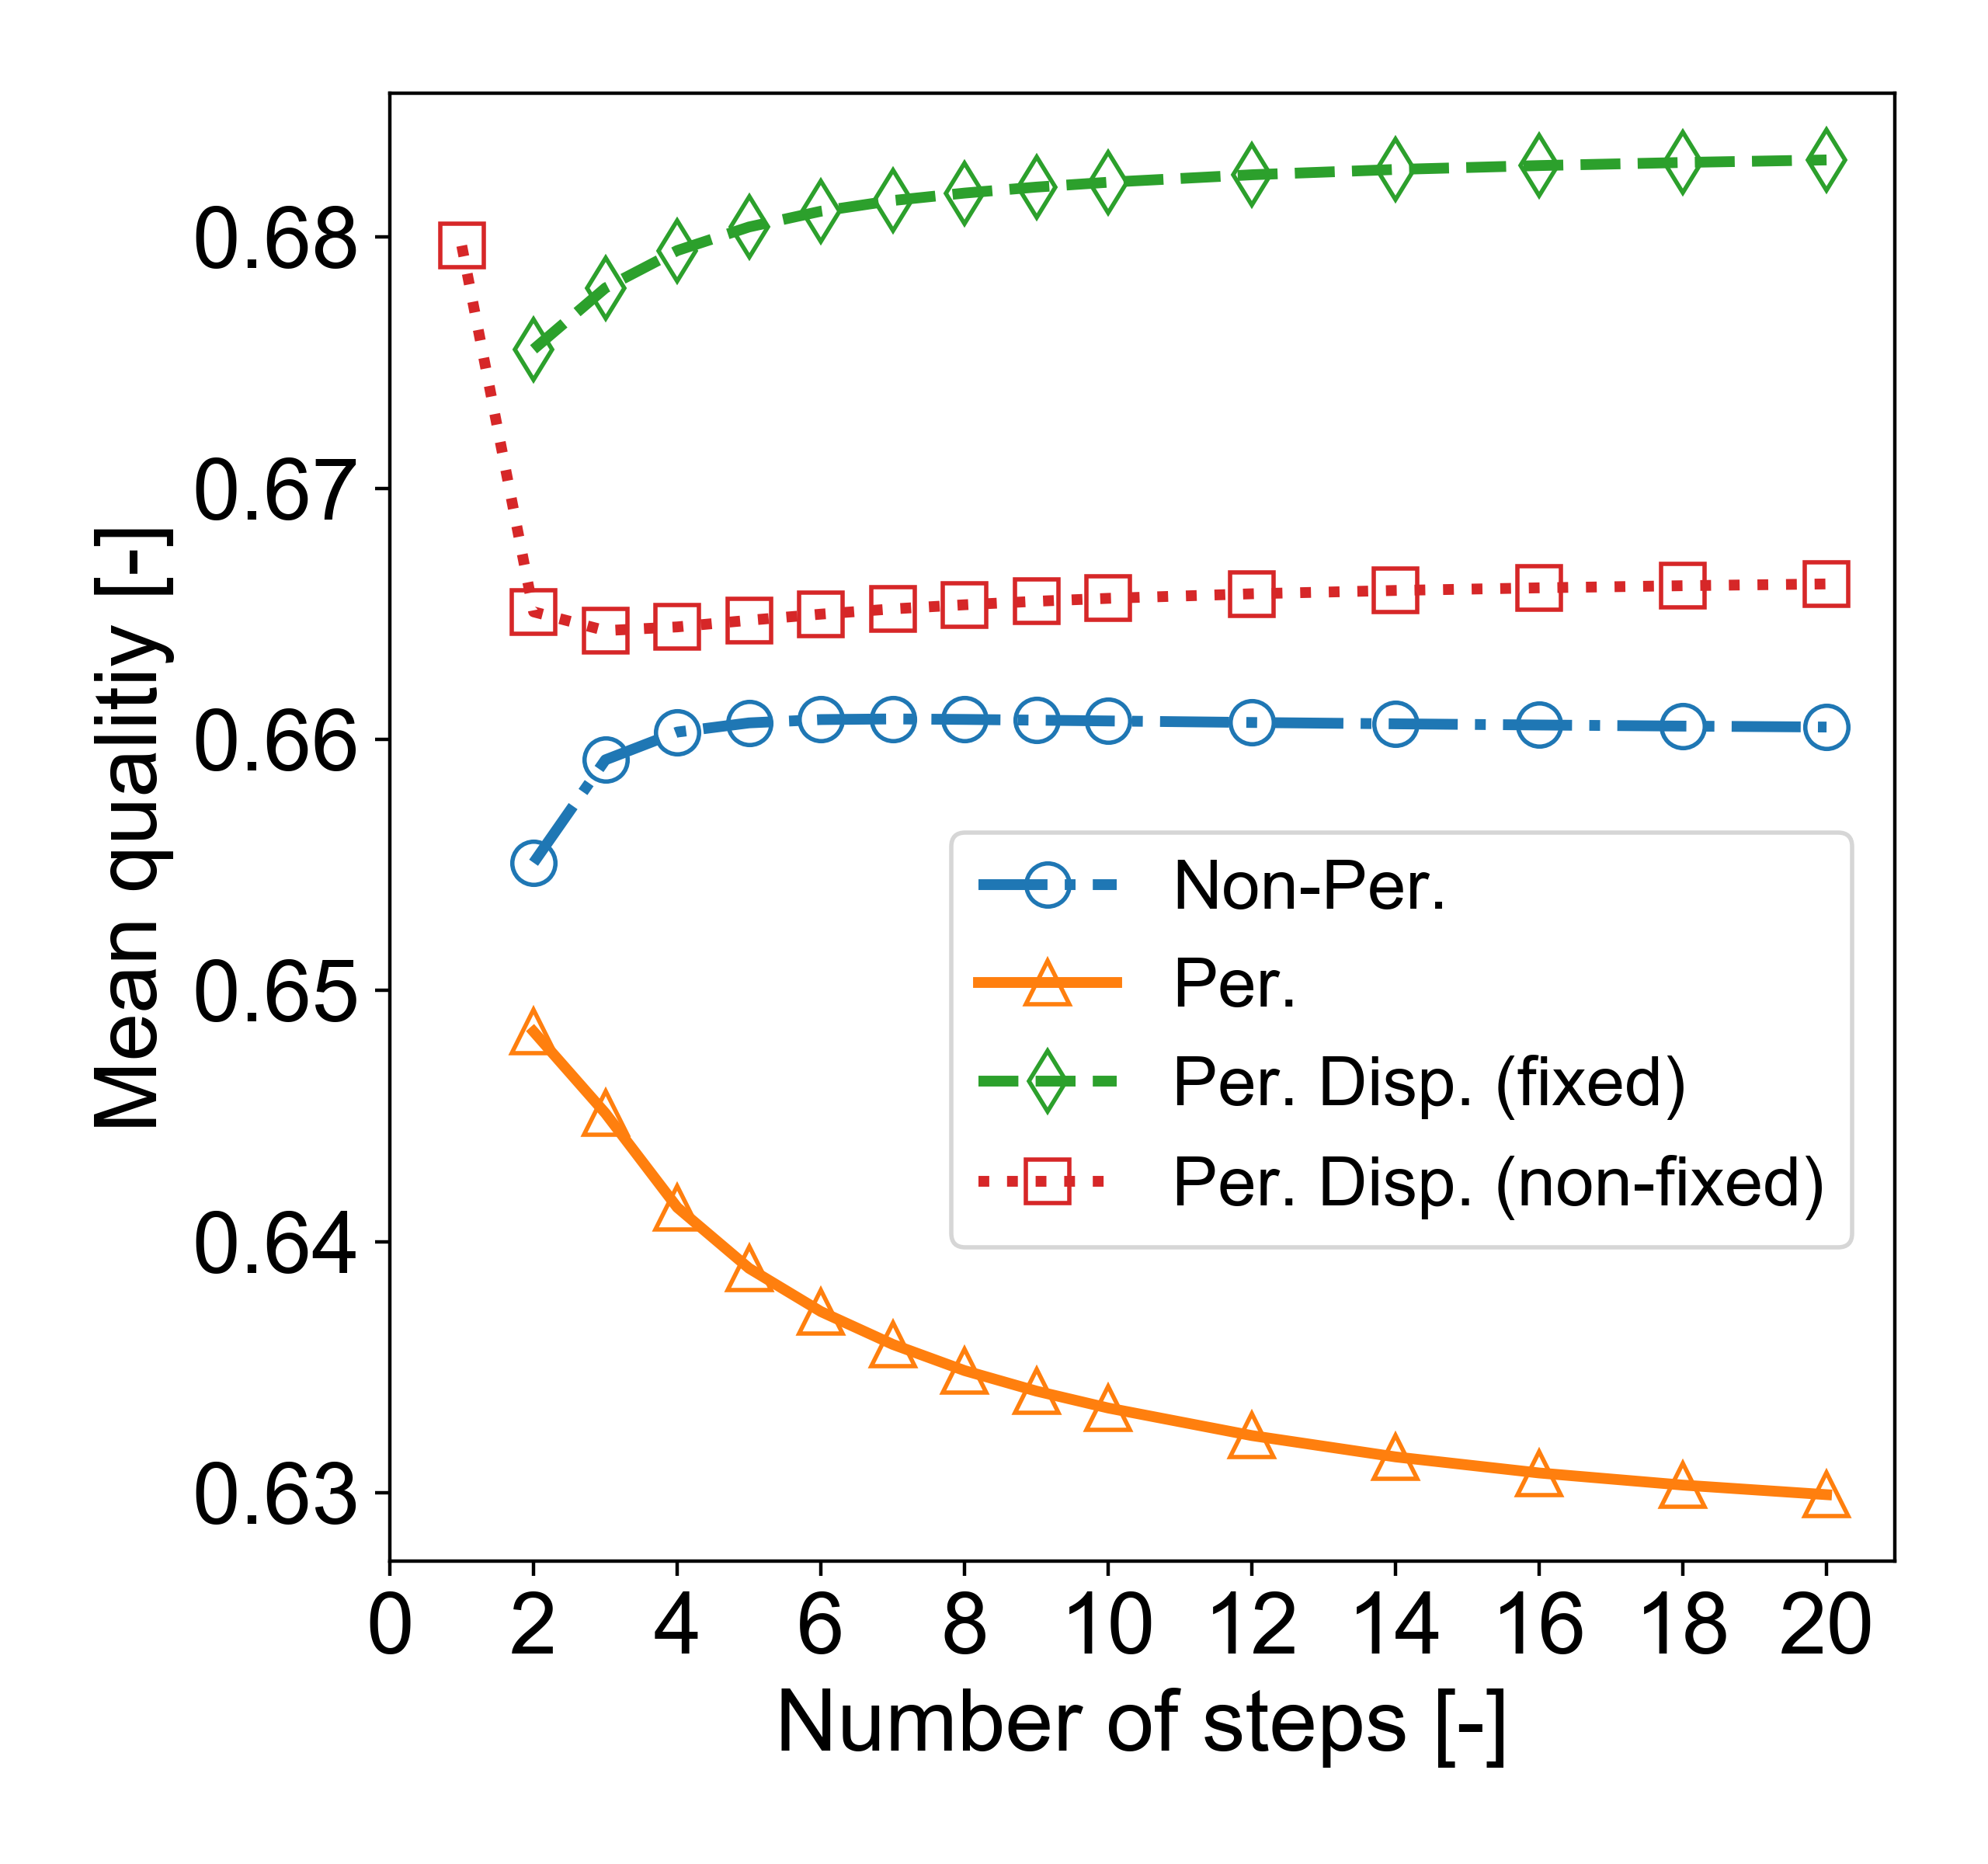 0.68
0.67
0.66
0.65
0.64
0.63
Mean qualitiy [-]
Non-Per.
Per.
Per. Disp. (fixed)
Per. Disp. (non-fixed)
0 2 4 6 8 10 12 14 16 18 20
Number of steps [-]